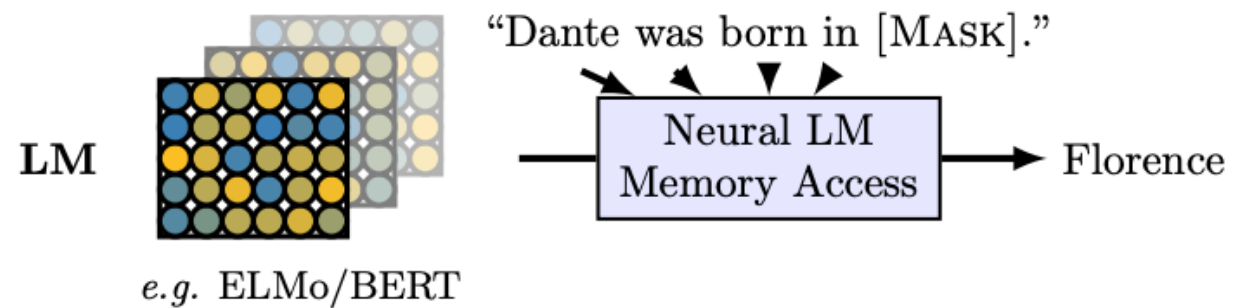 “Dante was born in [MASK].”
Neural LM
Memory Access
LM
Florence
e.g. ELMo/BERT